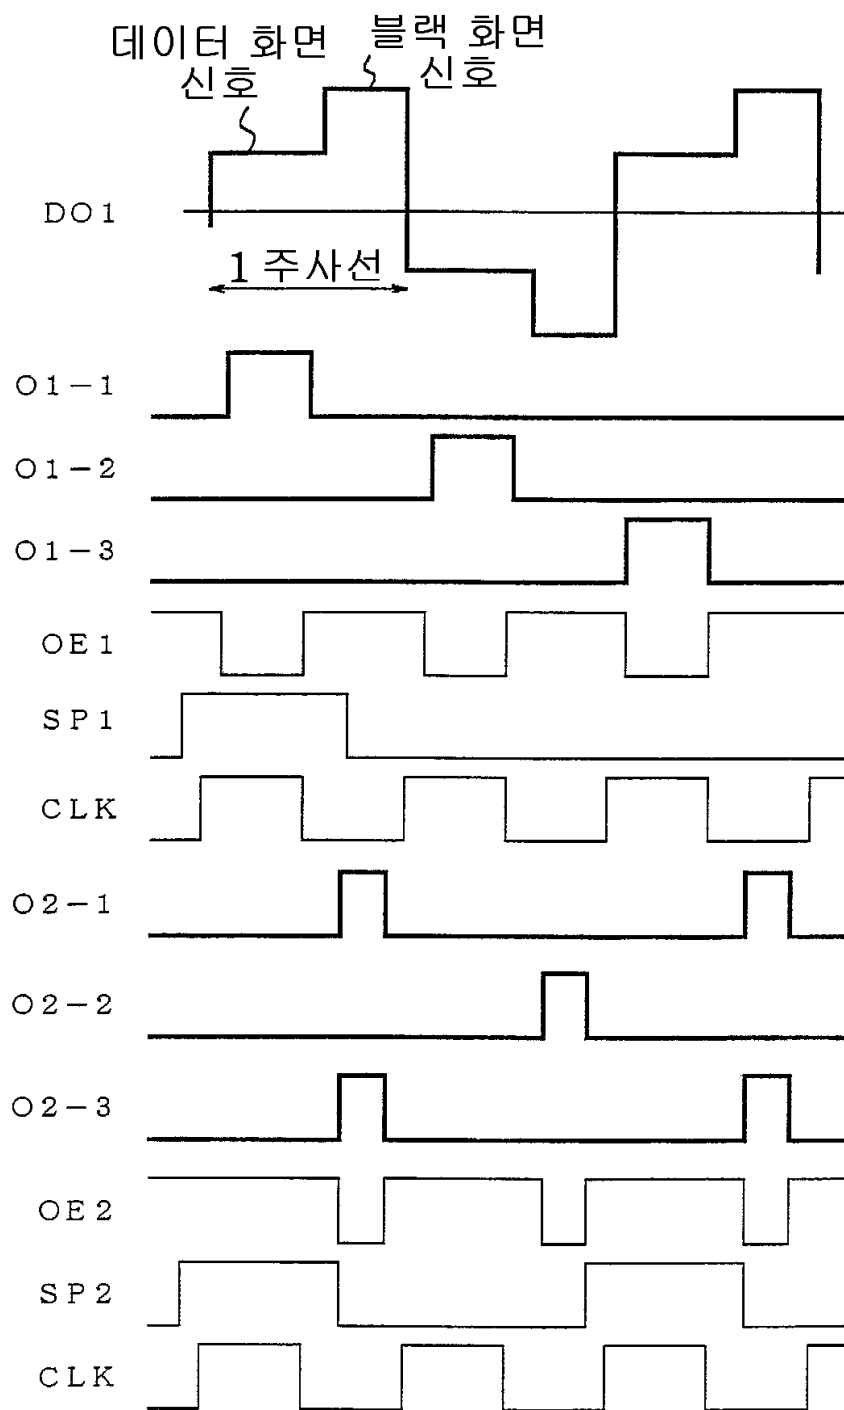 데이터 화면
신호
블랙 화면
신호
DO1
1 주사선
O1-1
O1-2
O1-3
OE1
SP1
CLK
O2-1
O2-2
O2-3
OE2
SP2
CLK